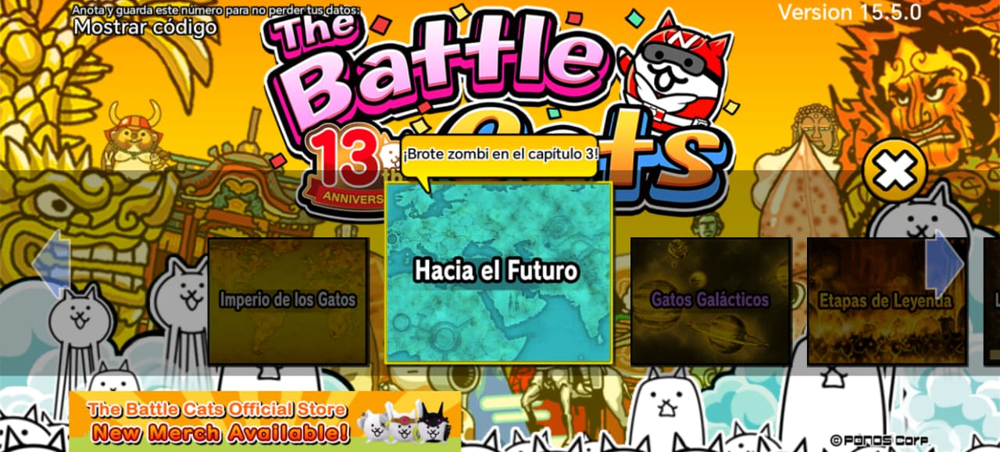 Anota y guarda este número para no perder tus datos:
Mostrar código
Version 15.5.0
The
Battle
Cats
13th
ANNIVERS
¡Brote zombi en el capítulo 3!
Hacia el Futuro
Imperio de los Gatos
Gatos Galácticos
Etapas de Leyenda
The Battle Cats Official Store
New Merch Available!
©PONOS Corp.